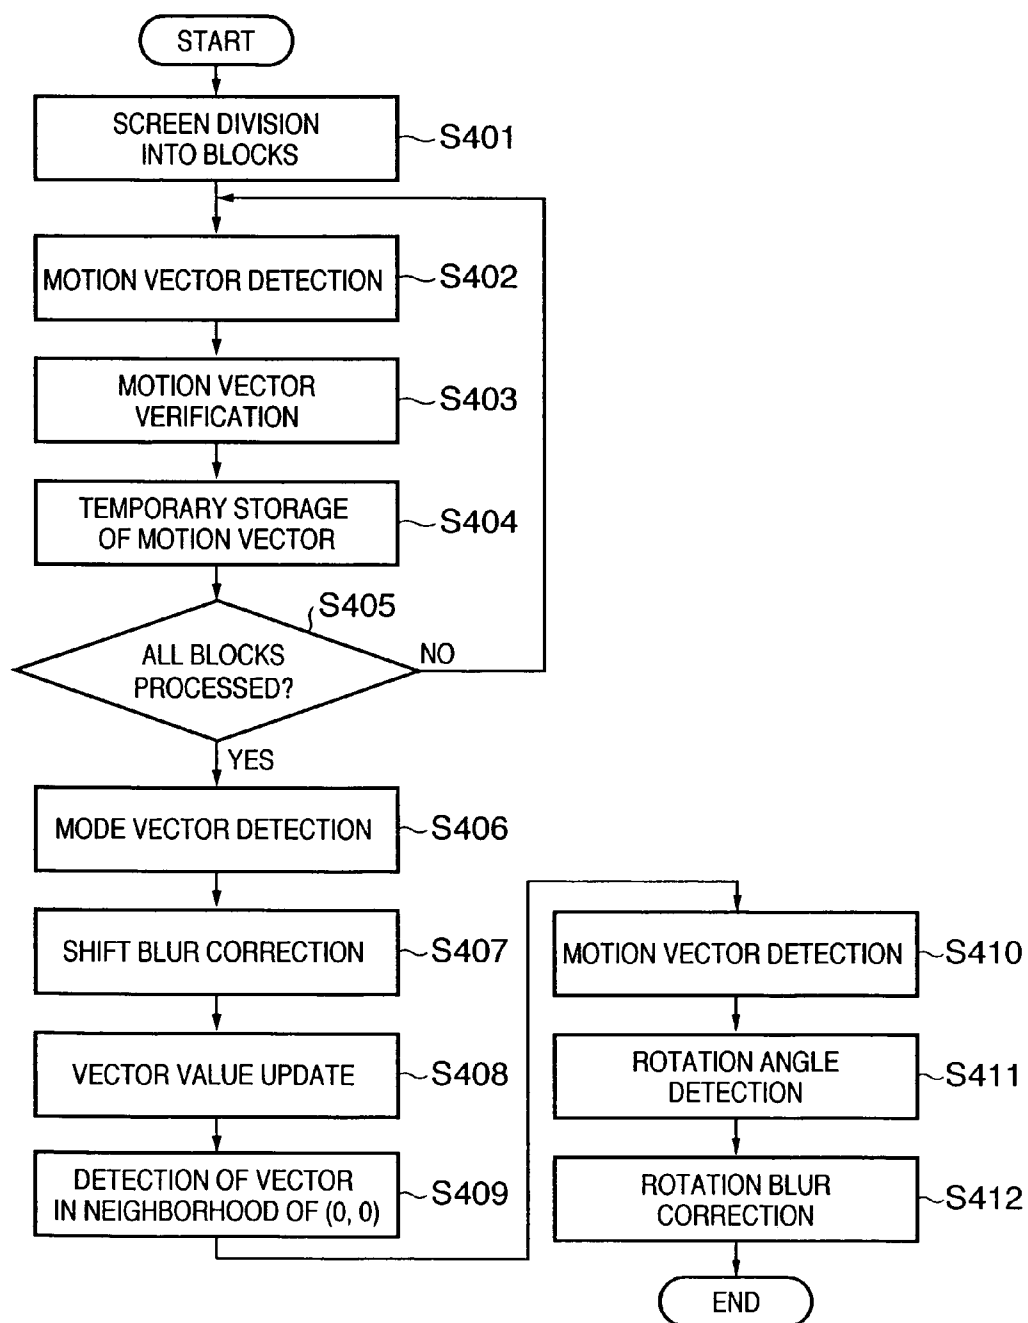 START
SCREEN DIVISION
INTO BLOCKS
S401
MOTION VECTOR DETECTION
S402
MOTION VECTOR
VERIFICATION
S403
TEMPORARY STORAGE
OF MOTION VECTOR
S404
S405
ALL BLOCKS
PROCESSED?
NO
YES
MODE VECTOR DETECTION
S406
SHIFT BLUR CORRECTION
S407
VECTOR VALUE UPDATE
S408
DETECTION OF VECTOR
IN NEIGHBORHOOD OF (0, 0)
S409
MOTION VECTOR DETECTION
S410
ROTATION ANGLE
DETECTION
S411
ROTATION BLUR
CORRECTION
S412
END